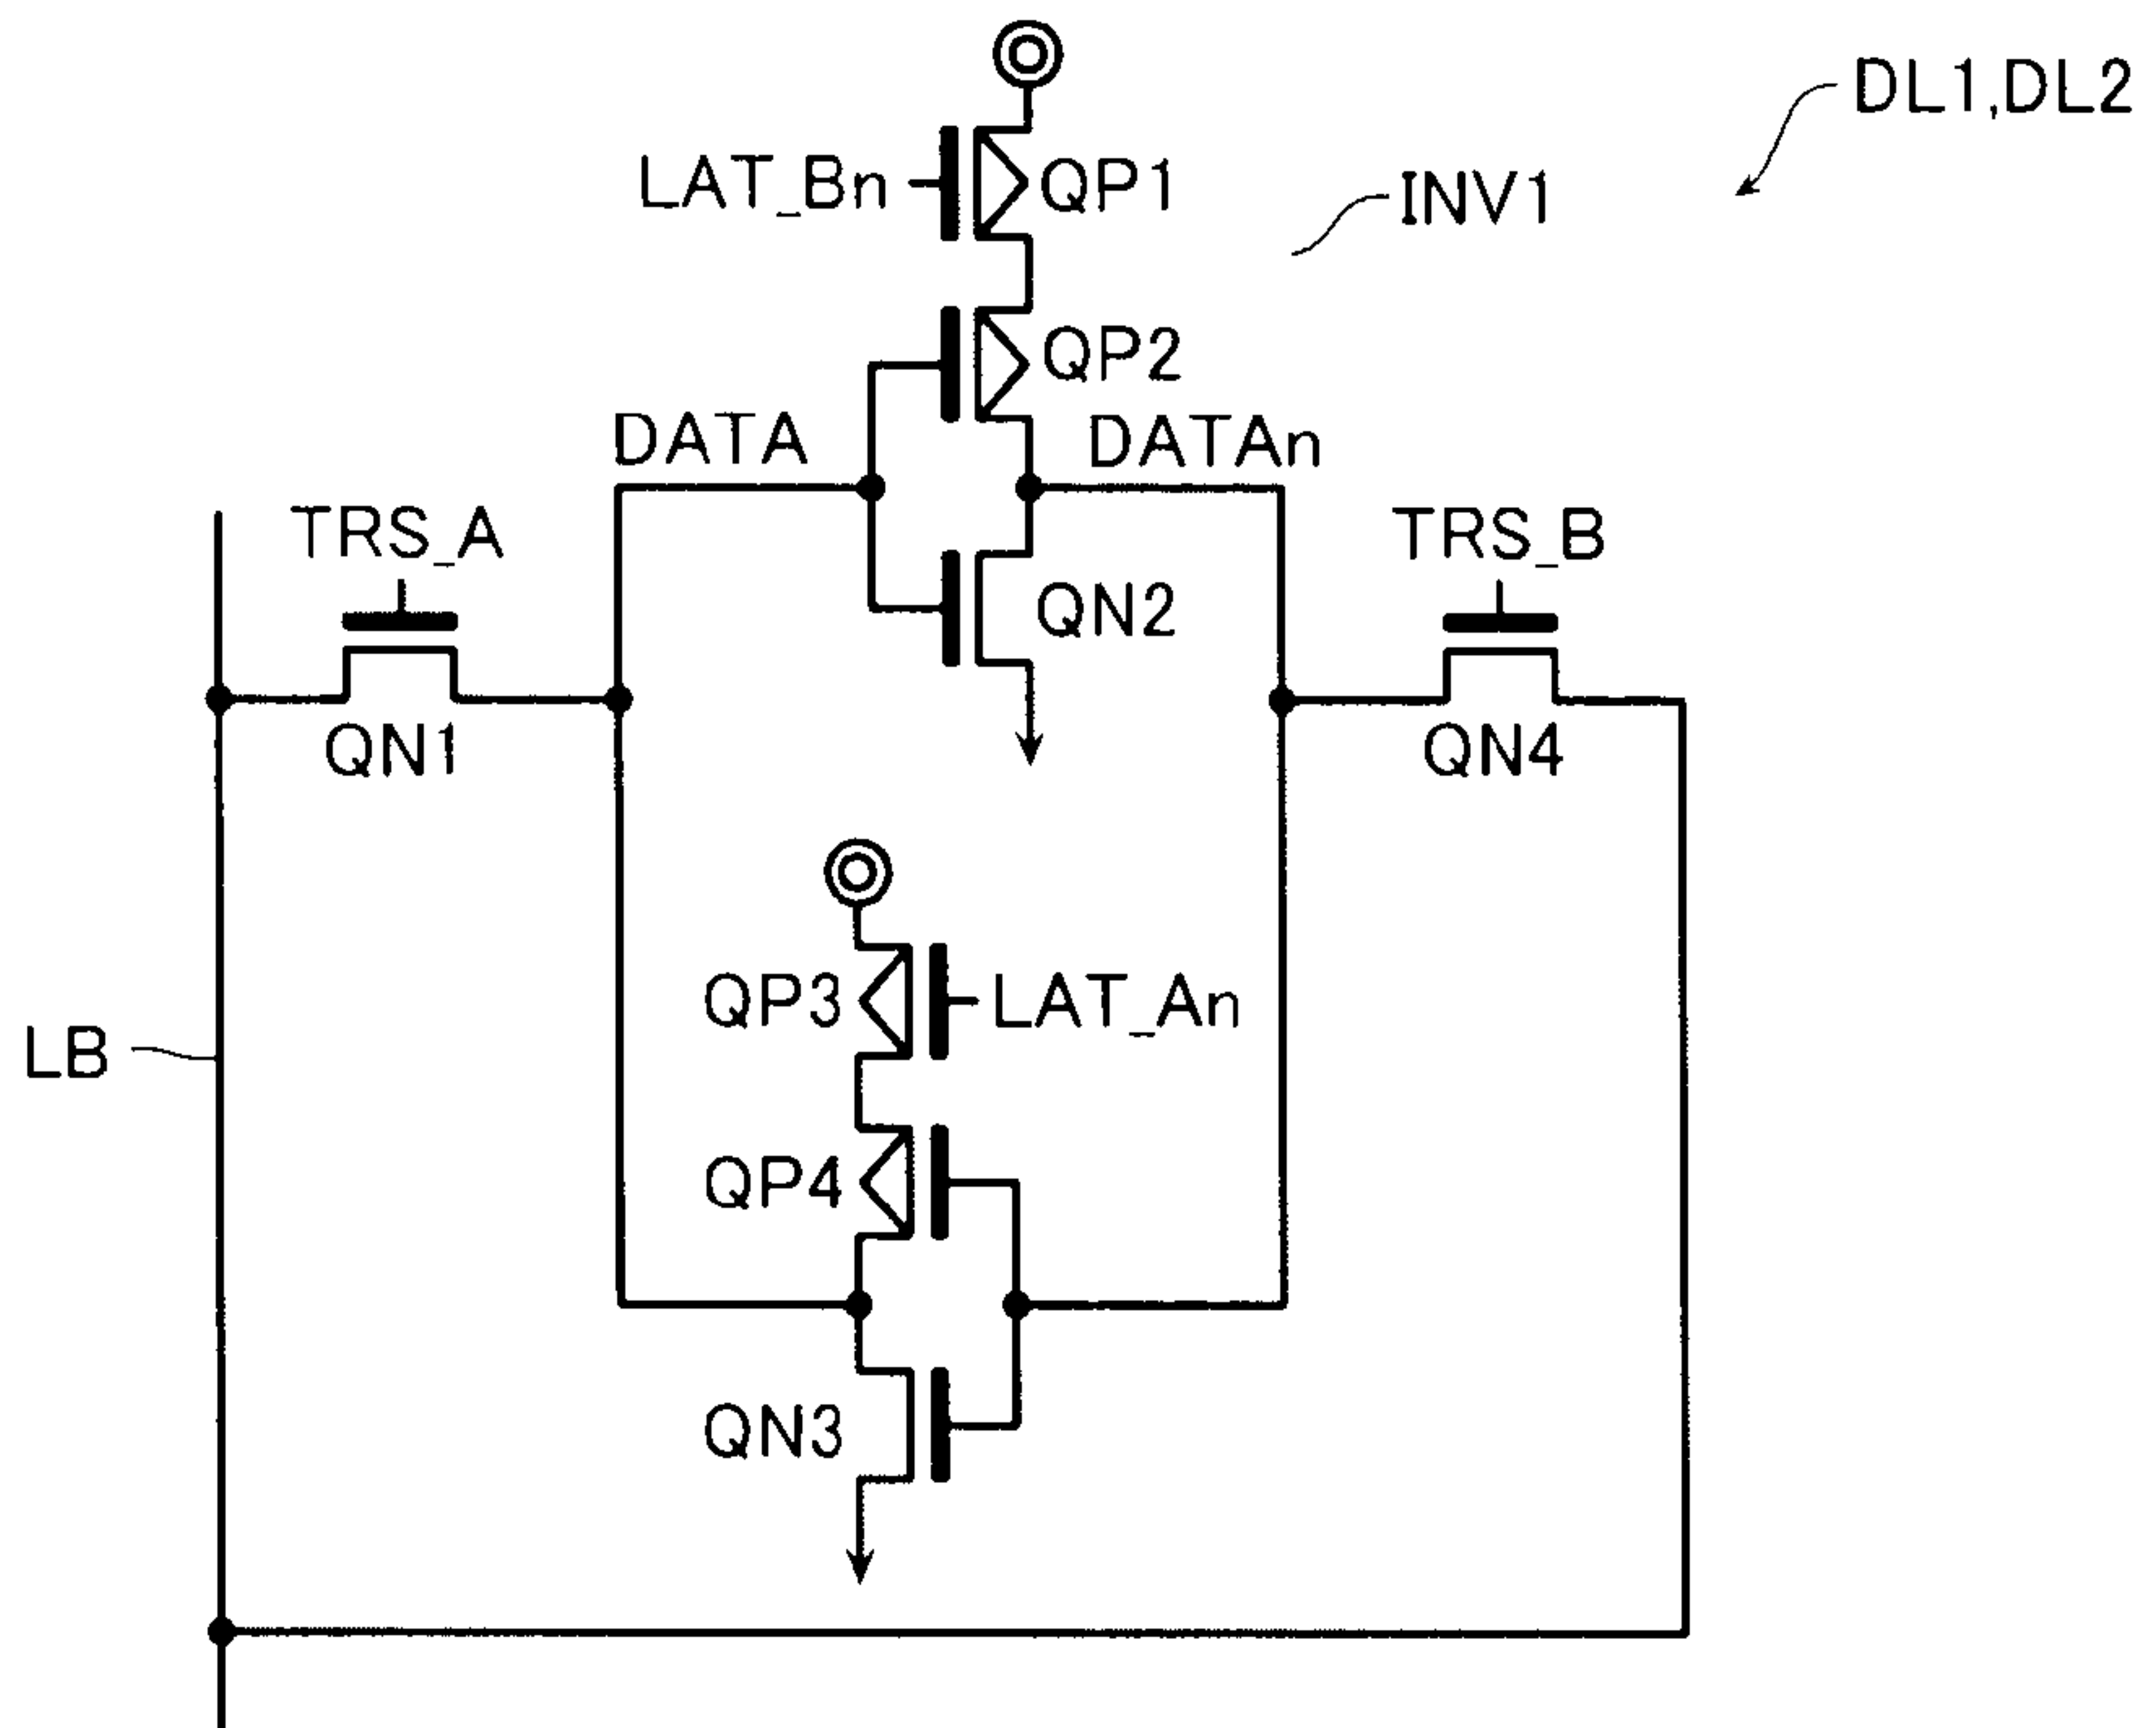 DL1,DL2
LAT_Bn
QP1
INV1
QP2
DATA
DATAn
TRS_A
TRS_B
QN2
QN1
QN4
QP3
LAT_An
LB
QP4
QN3